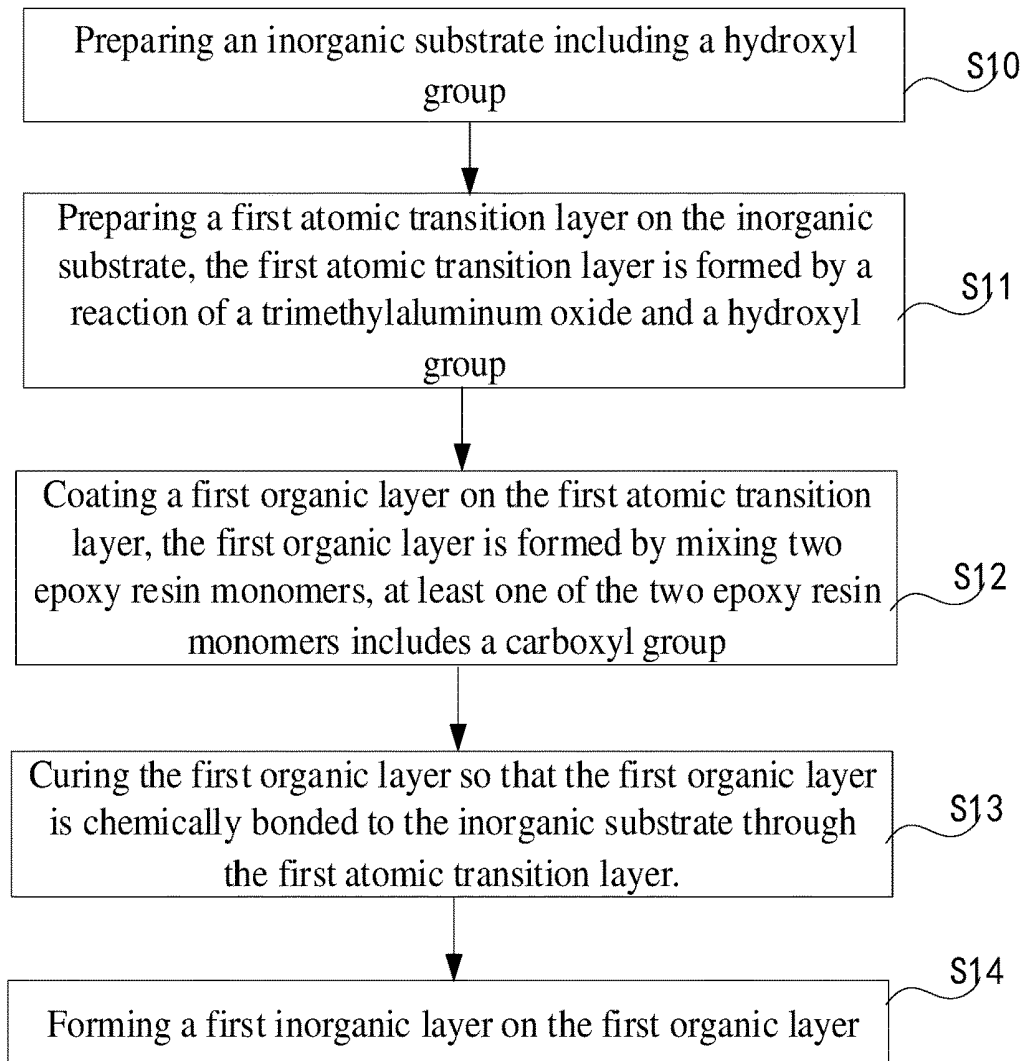 Preparing an inorganic substrate including a hydroxyl
group
S10
Preparing a first atomic transition layer on the inorganic
substrate, the first atomic transition layer is formed by a
reaction of a trimethylaluminum oxide and a hydroxyl
group
S11
Coating a first organic layer on the first atomic transition
layer, the first organic layer is formed by mixing two
epoxy resin monomers, at least one of the two epoxy resin
monomers includes a carboxyl group
S12
Curing the first organic layer so that the first organic layer
is chemically bonded to the inorganic substrate through
the first atomic transition layer.
S13
Forming a first inorganic layer on the first organic layer
S14